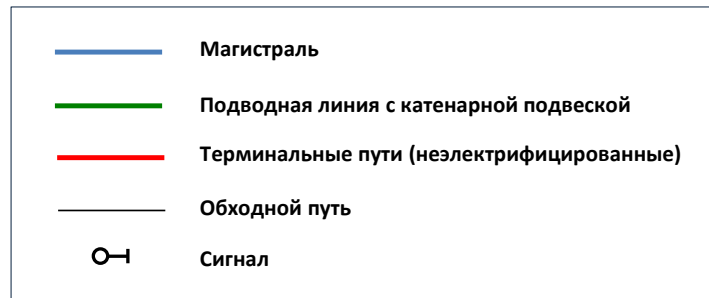 Магистраль
Подводная линия с катенарной подвеской
Терминальные пути (неэлектрифицированные)
Обходной путь
Сигнал